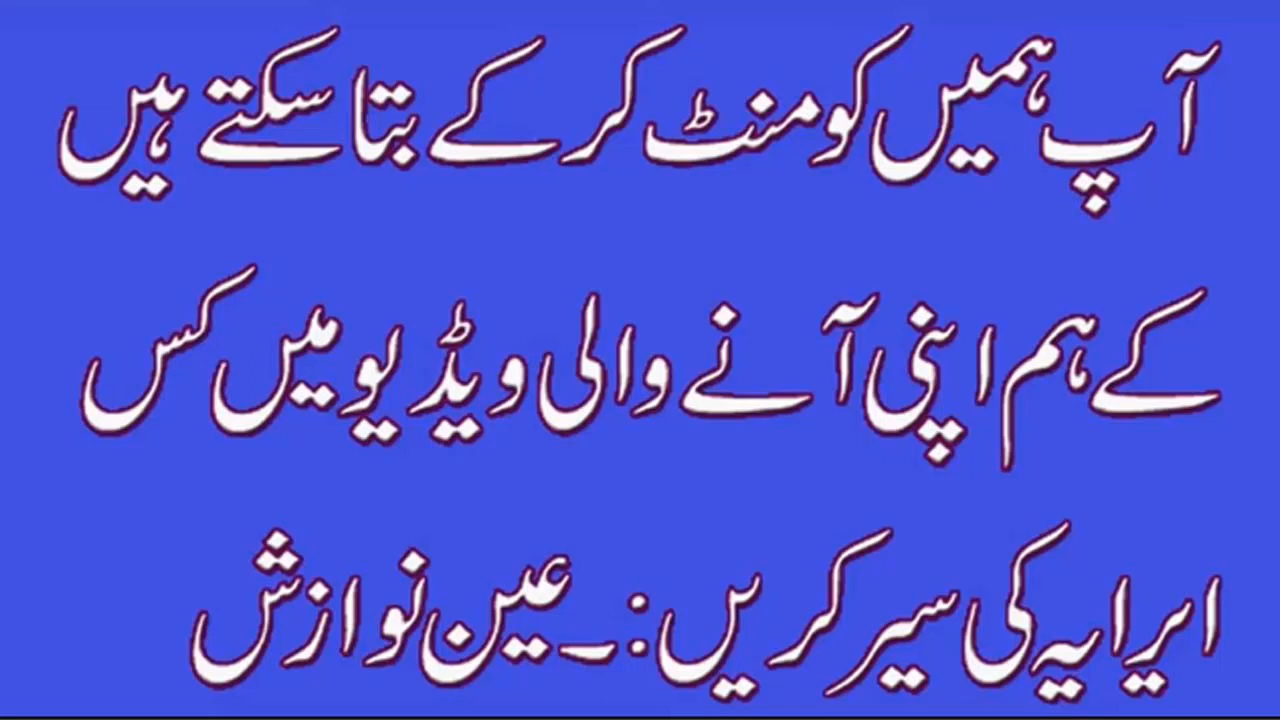 آپ ہمیں کومنٹ کر کے بتا سکتے ہیں
کے ہم اپنی آنے والی ویڈیو میں کس
ایرایہ کی سیر کریں :۔ عین نوازش